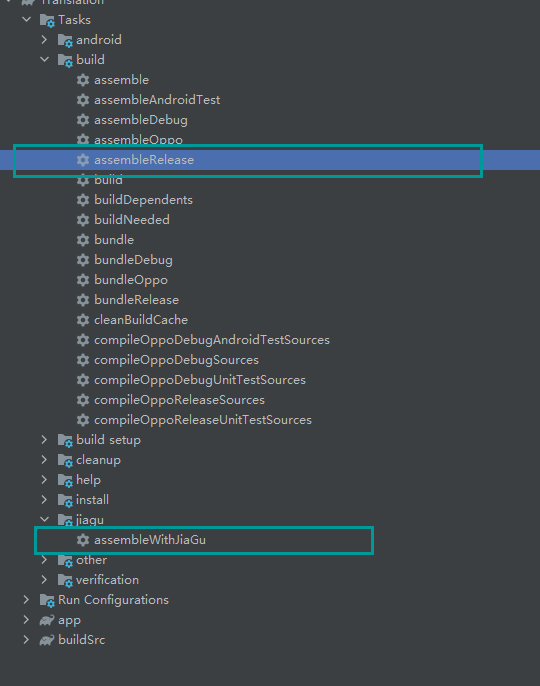 Translation
Tasks
android
build
assemble
assembleAndroidTest
assembleDebug
assembleOppo
assembleRelease
build
buildDependents
buildNeeded
bundle
bundleDebug
bundleOppo
bundleRelease
cleanBuildCache
compileOppoDebugAndroidTestSources
compileOppoDebugSources
compileOppoDebugUnitTestSources
compileOppoReleaseSources
compileOppoReleaseUnitTestSources
build setup
cleanup
help
install
jiagu
assembleWithJiaGu
other
verification
Run Configurations
app
buildSrc